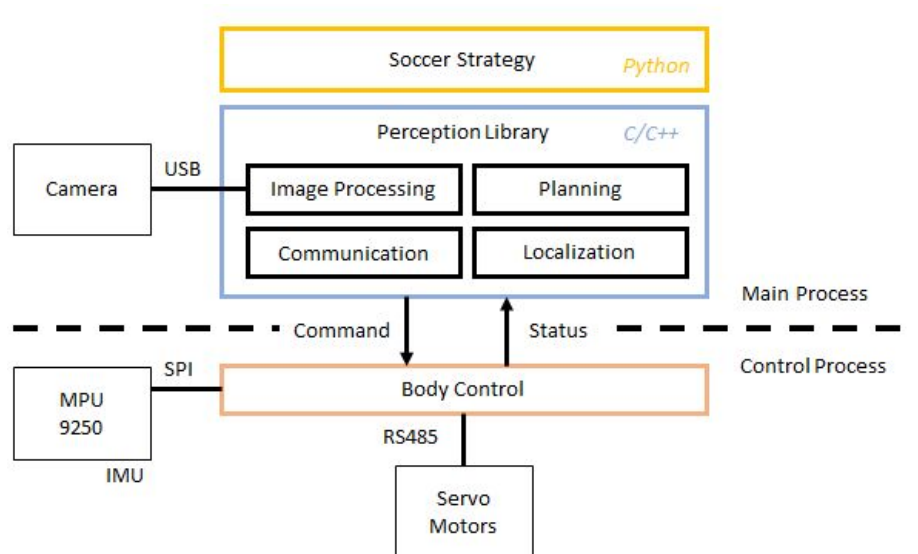 Soccer Strategy
Python
Perception Library
C/C++
Camera
USB
Image Processing
Planning
Communication
Localization
Main Process
Command
Status
Control Process
MPU
9250
SPI
IMU
Body Control
RS485
Servo
Motors